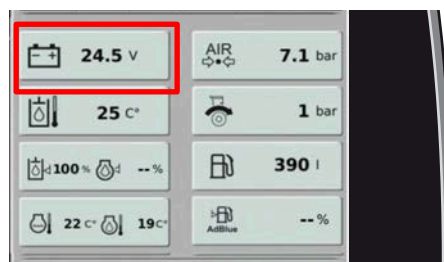 24.5 V
AIR 7.1 bar
25 C°
1 bar
100 % --%
390 l
22 C° 19C°
AdBlue --%